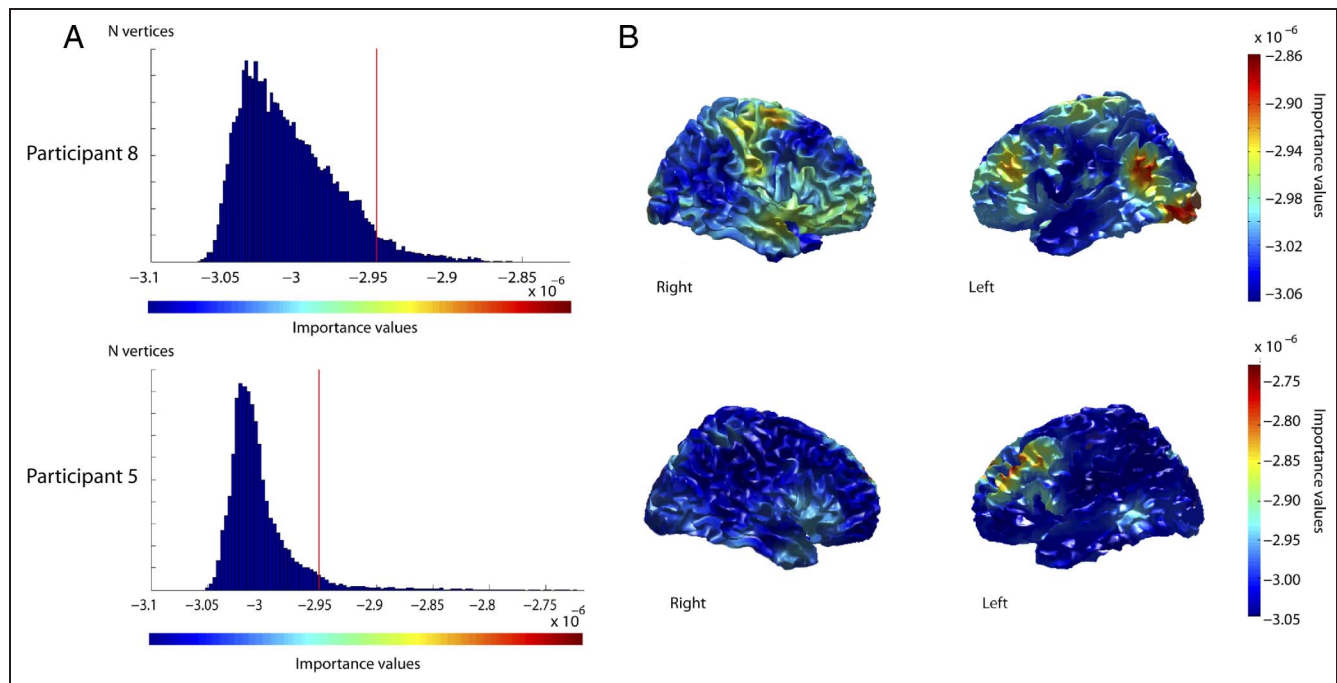 A
N vertices
Participant 8
−3.1 −3.05 −3 −2.95 −2.9 −2.85
x 10⁻⁶
Importance values
B
x 10⁻⁶
−2.86
−2.90
−2.94
−2.98
−3.02
−3.06
Importance values
Right
Left
N vertices
Participant 5
−3.1 −3.05 −3 −2.95 −2.9 −2.85 −2.8 −2.75
x 10⁻⁶
Importance values
x 10⁻⁶
−2.75
−2.80
−2.85
−2.90
−2.95
−3.00
−3.05
Importance values
Right
Left